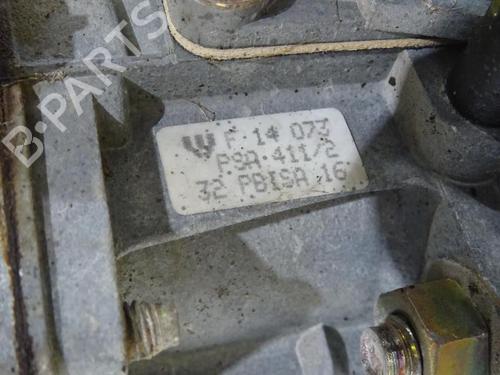 B-PARTS
F 14 073
PSA 411/2
32 PBISA 16